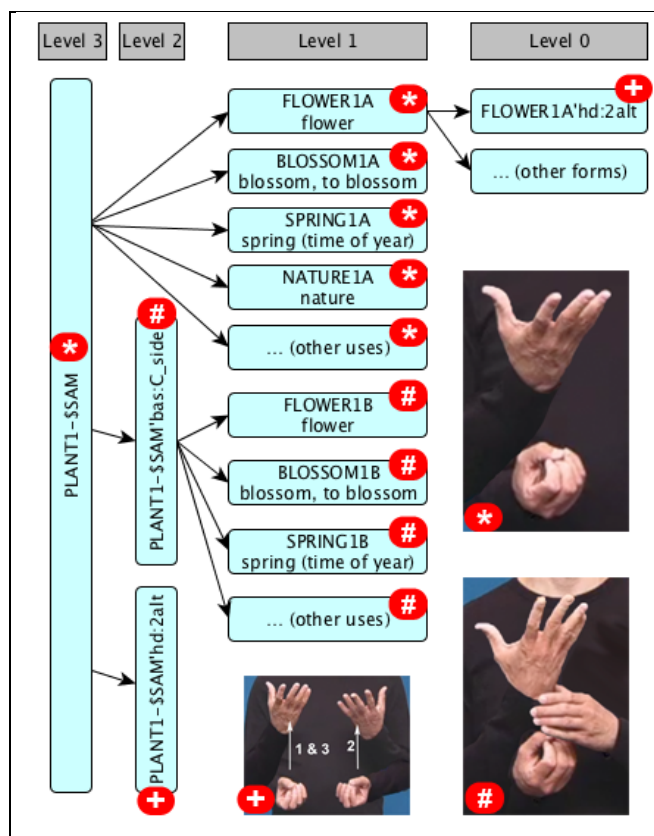 Level 3
Level 2
Level 1
Level 0
PLANT1-$SAM
*
PLANT1-$SAM'bas:C_side
#
PLANT1-$SAM'hd:2alt
+
FLOWER1A
flower
*
BLOSSOM1A
blossom, to blossom
*
SPRING1A
spring (time of year)
*
NATURE1A
nature
*
... (other uses)
*
FLOWER1B
flower
#
BLOSSOM1B
blossom, to blossom
#
SPRING1B
spring (time of year)
#
... (other uses)
#
FLOWER1A'hd:2alt
+
... (other forms)
*
1 & 3
2
+
#